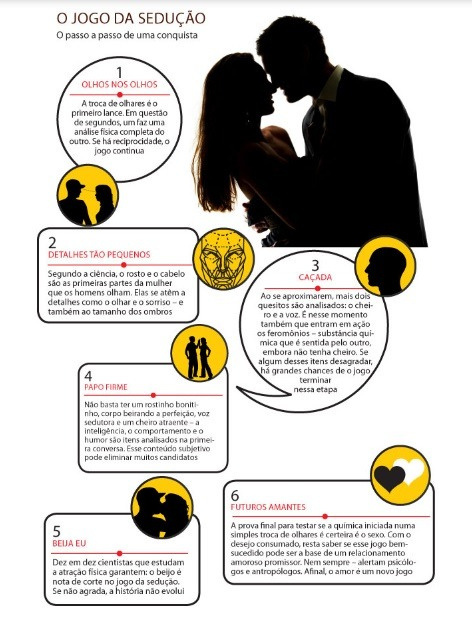 O JOGO DA SEDUÇÃO
O passo a passo de uma conquista
1
OLHOS NOS OLHOS
A troca de olhares é o
primeiro lance. Em questão
de segundos, um faz uma
análise física completa do
outro. Se há reciprocidade, o
jogo continua
2
DETALHES TÃO PEQUENOS
Segundo a ciência, o rosto e o cabelo
são as primeiras partes da mulher
que os homens olham. Elas se atêm a
detalhes como o olhar e o sorriso – e
também ao tamanho dos ombros
3
CAÇADA
Ao se aproximarem, mais dois
quesitos são analisados: o chei-
ro e a voz. É nesse momento
também que entram em ação
os feromônios – substância quí-
mica que é sentida pelo outro,
embora não tenha cheiro. Se
algum desses itens desagradar,
há grandes chances de o jogo
terminar
nessa etapa
4
PAPO FIRME
Não basta ter um rostinho boniti-
nho, corpo beirando a perfeição, voz
sedutora e um cheiro atraente – a
inteligência, o comportamento e o
humor são itens analisados na primei-
ra conversa. Esse conteúdo subjetivo
pode eliminar muitos candidatos
5
BEIJA EU
Dez em dez cientistas que estudam
a atração física garantem: o beijo é
nota de corte no jogo da sedução.
Se não agrada, a história não evolui
6
FUTUROS AMANTES
A prova final para testar se a química iniciada numa
simples troca de olhares é certeira é o sexo. Com o
desejo consumado, resta saber se esse jogo bem-
sucedido pode ser a base de um relacionamento
amoroso promissor. Nem sempre – alertam psicólo-
gos e antropólogos. Afinal, o amor é um novo jogo